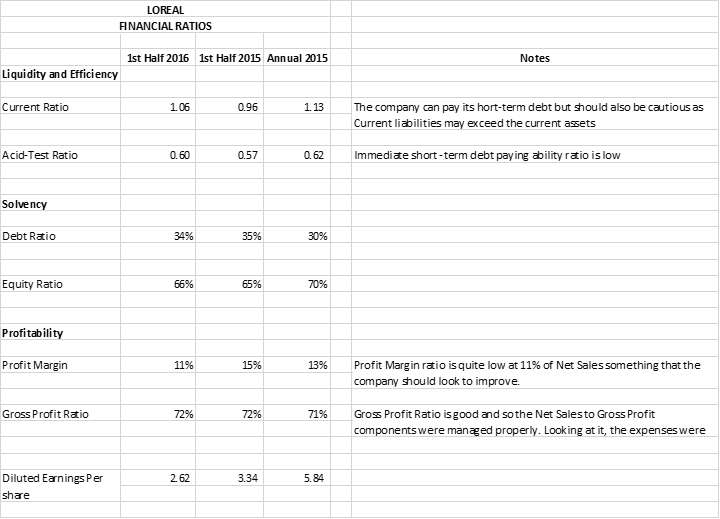 LOREAL
FINANCIAL RATIOS
1st Half 2016 1st Half 2015 Annual 2015 Notes
Liquidity and Efficiency
Current Ratio 1.06 0.96 1.13 The company can pay its hort-term debt but should also be cautious as
Current liabilities may exceed the current assets
Acid-Test Ratio 0.60 0.57 0.62 Immediate short - term debt paying ability ratio is low
Solvency
Debt Ratio 34% 35% 30%
Equity Ratio 66% 65% 70%
Profitability
Profit Margin 11% 15% 13% Profit Margin ratio is quite low at 11% of Net Sales something that the
company should look to improve.
Gross Profit Ratio 72% 72% 71% Gross Profit Ratio is good and so the Net Sales to Gross Profit
components were managed properly. Looking at it, the expenses were
Diluted Earnings Per 2.62 3.34 5.84
share